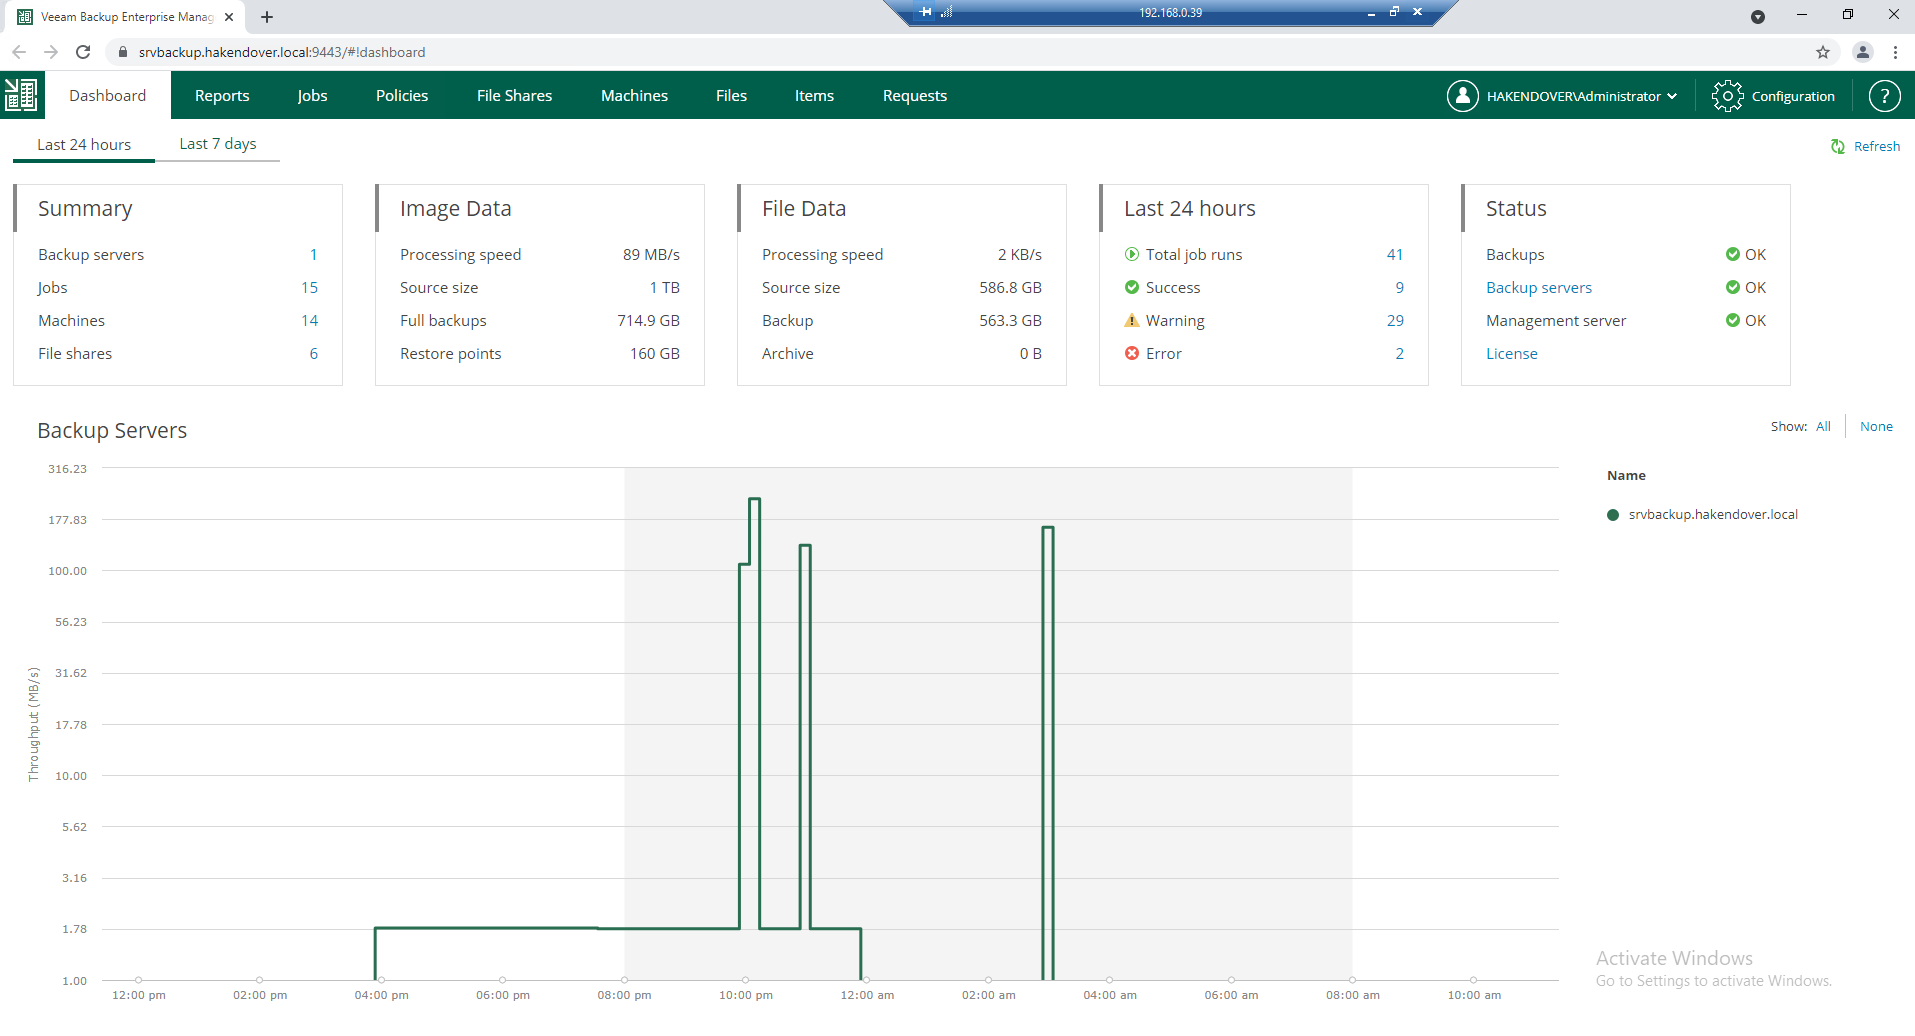 Veeam Backup Enterprise Manag
192.168.0.39
srvbackup.hakendover.local:9443/#!dashboard
Dashboard Reports Jobs Policies File Shares Machines Files Items Requests HAKENDOVER\Administrator Configuration ?
Last 24 hours Last 7 days Refresh
Summary
Backup servers 1
Jobs 15
Machines 14
File shares 6
Image Data
Processing speed 89 MB/s
Source size 1 TB
Full backups 714.9 GB
Restore points 160 GB
File Data
Processing speed 2 KB/s
Source size 586.8 GB
Backup 563.3 GB
Archive 0 B
Last 24 hours
Total job runs 41
Success 9
Warning 29
Error 2
Status
Backups OK
Backup servers OK
Management server OK
License
Backup Servers
Show: All None
Throughput (MB/s)
316.23
177.83
100.00
56.23
31.62
17.78
10.00
5.62
3.16
1.78
1.00
12:00 pm 02:00 pm 04:00 pm 06:00 pm 08:00 pm 10:00 pm 12:00 am 02:00 am 04:00 am 06:00 am 08:00 am 10:00 am
Name
srvbackup.hakendover.local
Activate Windows
Go to Settings to activate Windows.